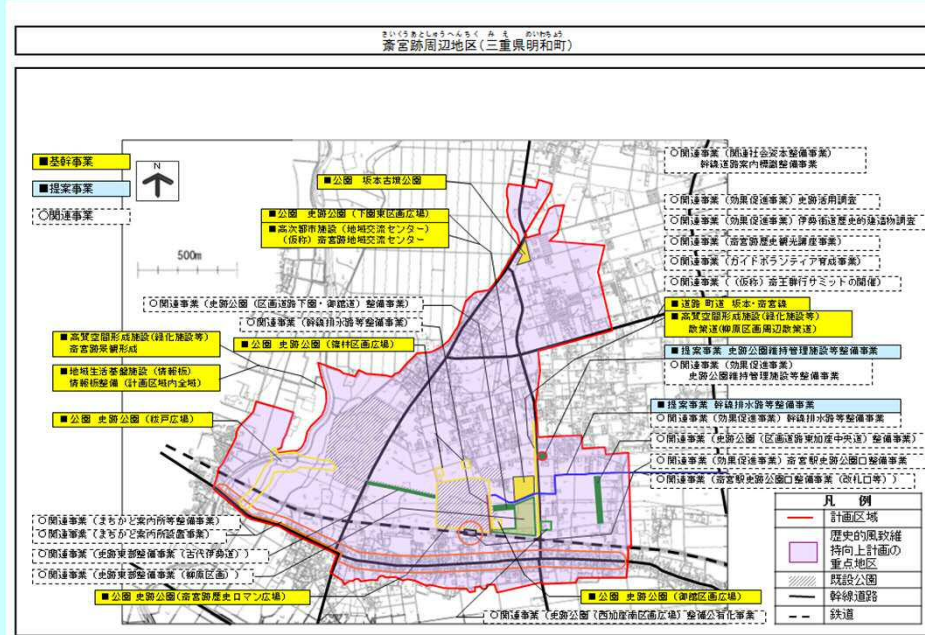 さいくうあとしゅうへんちく みえ めいわちょう
斎宮跡周辺地区(三重県明和町)
■基幹事業
■提案事業
○関連事業
N
500m
■公園 坂本古墳公園
■公園 史跡公園(下園東区画広場)
■高次都市施設(地域交流センター)
(仮称)斎宮跡地域交流センター
○関連事業(史跡公園(区画道路下園・御館道)整備事業)
○関連事業(幹線排水路等整備事業)
■高質空間形成施設(緑化施設等)
斎宮跡景観形成
■公園 史跡公園(篠林区画広場)
■地域生活基盤施設(情報板)
情報板整備(計画区域内全域)
■公園 史跡公園(祓戸広場)
○関連事業(まちかど案内所等整備事業)
○関連事業(まちかど案内所設置事業)
○関連事業(史跡東部整備事業(古代伊勢道))
○関連事業(史跡東部整備事業(柳原区画))
■公園 史跡公園(斎宮跡歴史ロマン広場)
○関連事業(関連社会資本整備事業)
幹線道路案内標識整備事業
○関連事業(効果促進事業)史跡活用調査
○関連事業(効果促進事業)伊勢街道歴史的建造物調査
○関連事業(斎宮跡歴史観光講座事業)
○関連事業(ガイドボランティア育成事業)
○関連事業((仮称)斎王群行サミットの開催)
■道路 町道 坂本・斎宮線
■高質空間形成施設(緑化施設等)
散策道(柳原区画周辺散策道)
■提案事業 史跡公園維持管理施設等整備事業
○関連事業(効果促進事業)
史跡公園維持管理施設等整備事業
■提案事業 幹線排水路等整備事業
○関連事業(効果促進事業)幹線排水路等整備事業
○関連事業(史跡公園(区画道路東加座中央道)整備事業)
○関連事業(効果促進事業)斎宮駅史跡公園口整備事業
○関連事業(斎宮駅史跡公園口整備事業(改札口等))
■公園 史跡公園(御館区画広場)
○関連事業(史跡公園(西加座南区画広場)整備公有化事業)
凡 例
計画区域
歴史的風致維
持向上計画の
重点地区
既設公園
幹線道路
鉄道